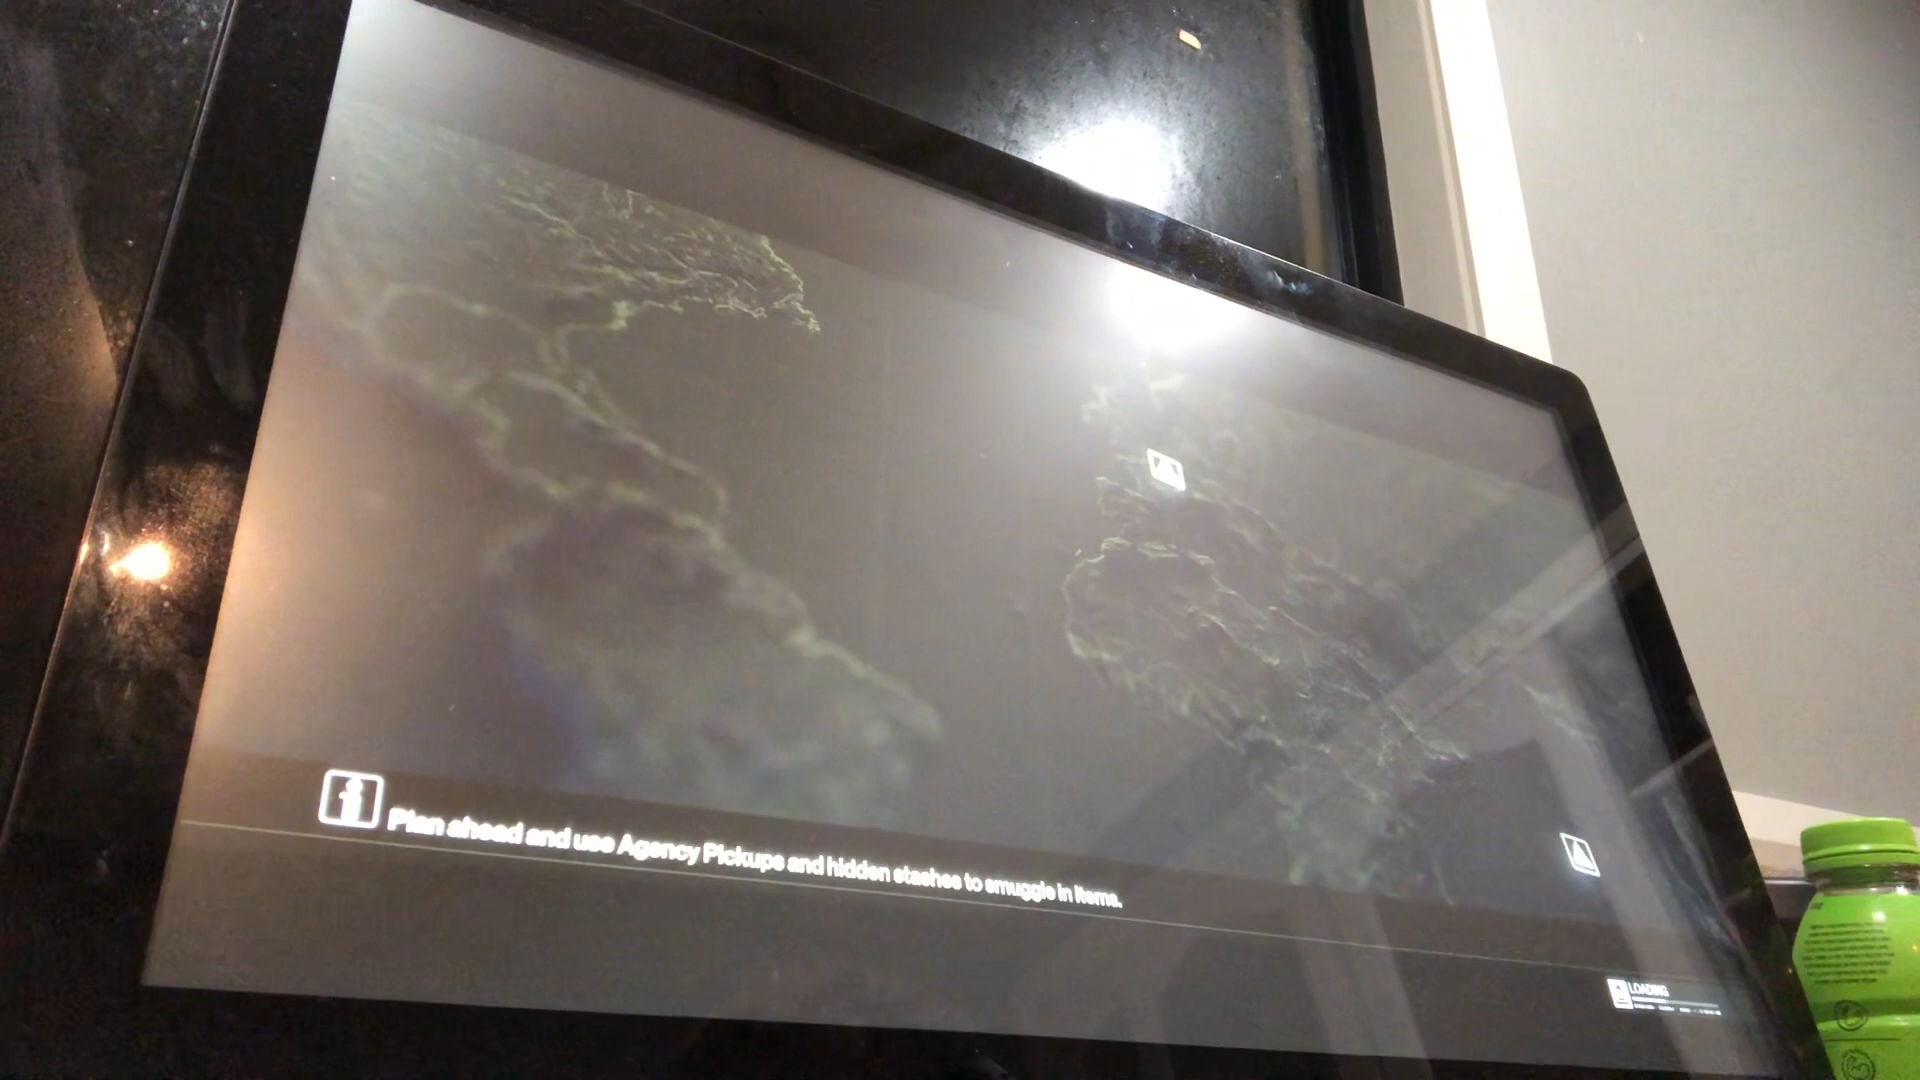 Plan ahead and use Agency Pickups and hidden stashes to smuggle in items.
LOADING